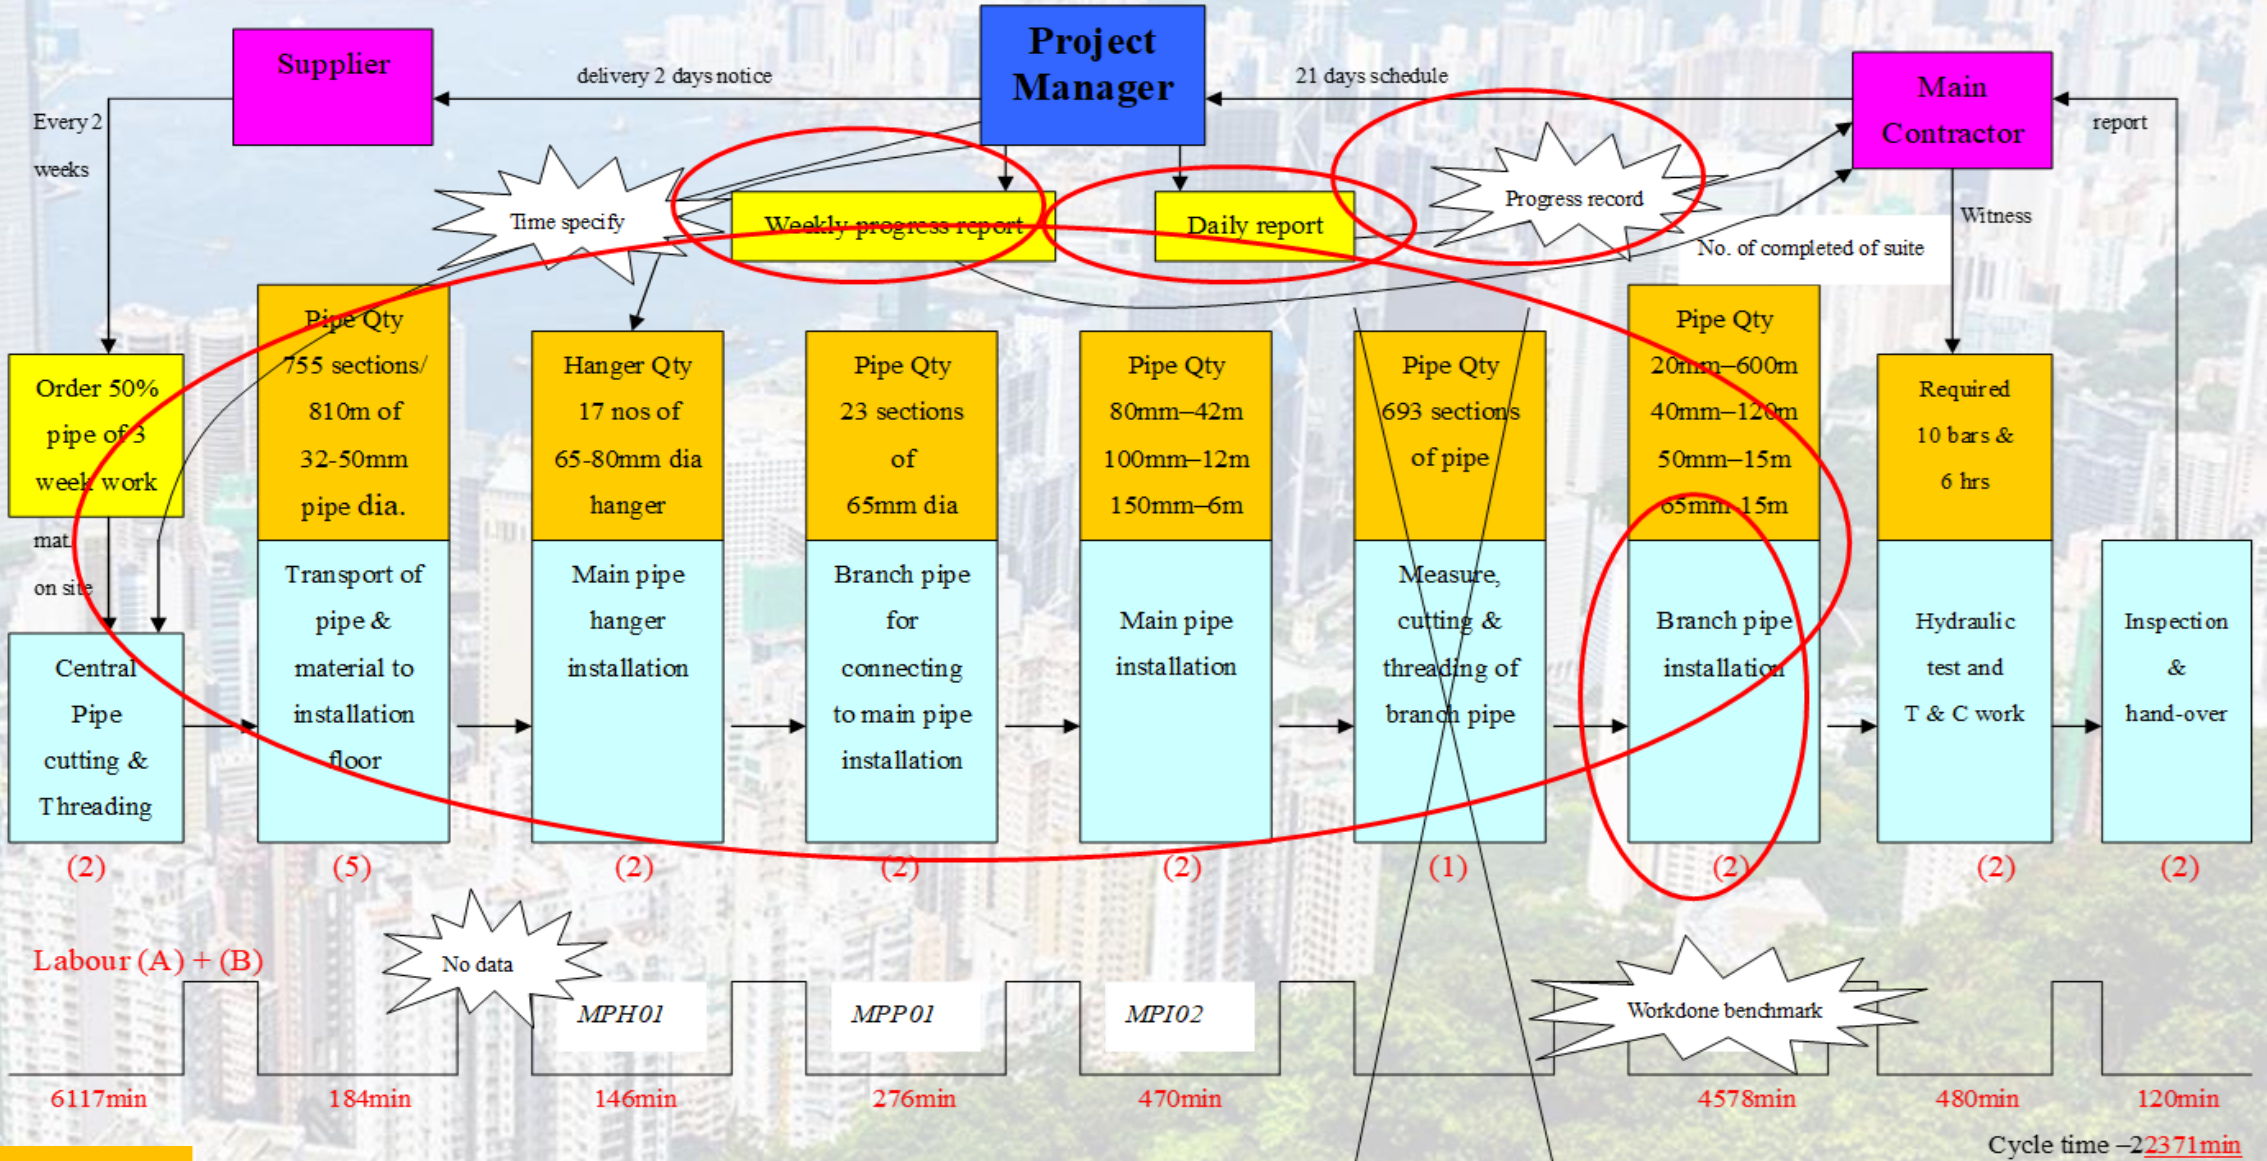 Supplier
delivery 2 days notice
Project
Manager
21 days schedule
Main
Contractor
report
Every 2
weeks
Time specify
Weekly progress report
Daily report
Progress record
No. of completed of suite
Witness
Order 50%
pipe of 3
week work
mat.
on site
Central
Pipe
cutting &
Threading
Pipe Qty
755 sections/
810m of
32-50mm
pipe dia.
Transport of
pipe &
material to
installation
floor
Hanger Qty
17 nos of
65-80mm dia
hanger
Main pipe
hanger
installation
Pipe Qty
23 sections
of
65mm dia
Branch pipe
for
connecting
to main pipe
installation
Pipe Qty
80mm–42m
100mm–12m
150mm–6m
Main pipe
installation
Pipe Qty
693 sections
of pipe
Measure,
cutting &
threading of
branch pipe
Pipe Qty
20mm–600m
40mm–120m
50mm–15m
65mm–15m
Branch pipe
installation
Required
10 bars &
6 hrs
Hydraulic
test and
T & C work
Inspection
&
hand-over
(2) (5) (2) (2) (2) (1) (2) (2) (2)
Labour (A) + (B)
No data
MPH01
MPP01
MPI02
Workdone benchmark
6117min 184min 146min 276min 470min 4578min 480min 120min
Cycle time –22371min